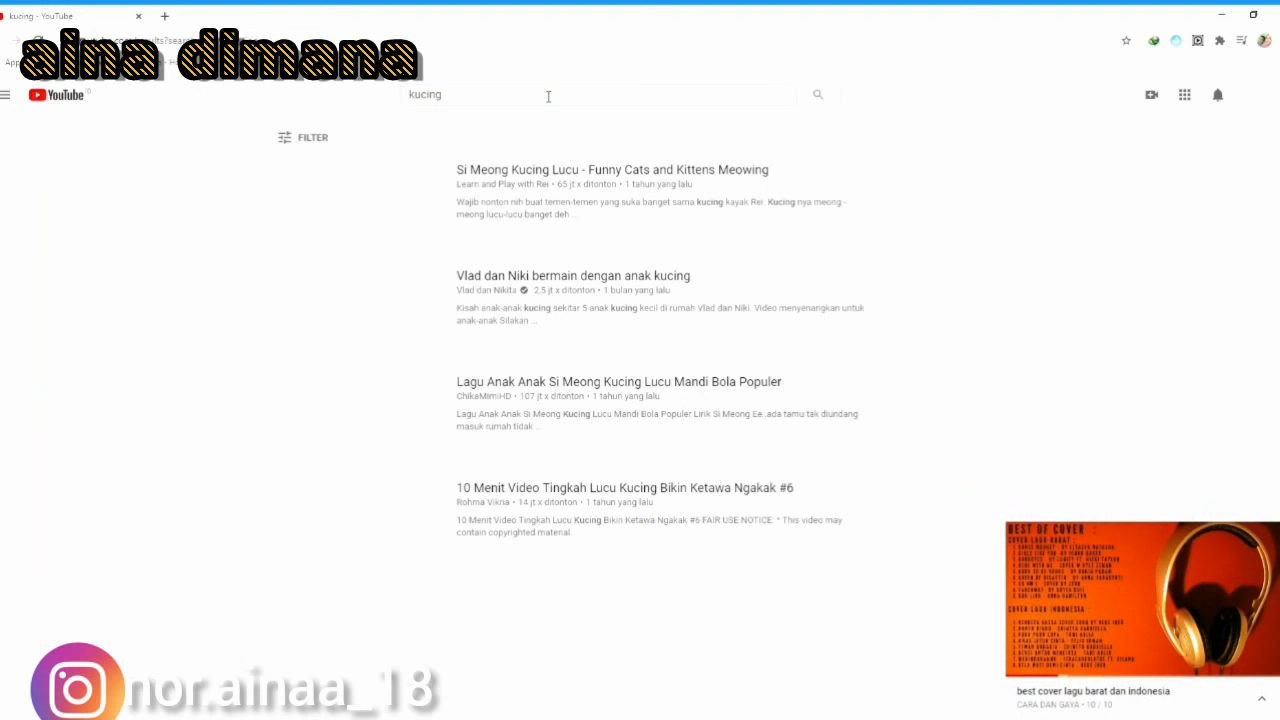 kucing - YouTube
aina dimana
YouTube
kucing
FILTER
Si Meong Kucing Lucu - Funny Cats and Kittens Meowing
Learn and Play with Rei • 65 jt x ditonton • 1 tahun yang lalu
Wajib nonton nih buat temen-temen yang suka banget sama kucing kayak Rei. Kucing nya meong -
meong lucu-lucu banget deh ...
Vlad dan Niki bermain dengan anak kucing
Vlad dan Nikita 2,5 jt x ditonton • 1 bulan yang lalu
Kisah anak-anak kucing sekitar 5 anak kucing kecil di rumah Vlad dan Niki. Video menyenangkan untuk
anak-anak Silakan ...
Lagu Anak Anak Si Meong Kucing Lucu Mandi Bola Populer
ChikaMimiHD • 107 jt x ditonton • 1 tahun yang lalu
Lagu Anak Anak Si Meong Kucing Lucu Mandi Bola Populer Lirik Si Meong Ee..ada tamu tak diundang
masuk rumah tidak ...
10 Menit Video Tingkah Lucu Kucing Bikin Ketawa Ngakak #6
Rohma Vikria • 14 jt x ditonton • 1 tahun yang lalu
10 Menit Video Tingkah Lucu Kucing Bikin Ketawa Ngakak #6 FAIR USE NOTICE: * This video may
contain copyrighted material.
BEST OF COVER :
COVER LAGU BARAT
COVER LAGU INDONESIA :
best cover lagu barat dan indonesia
CARA DAN GAYA • 10 / 10
nor.ainaa_18